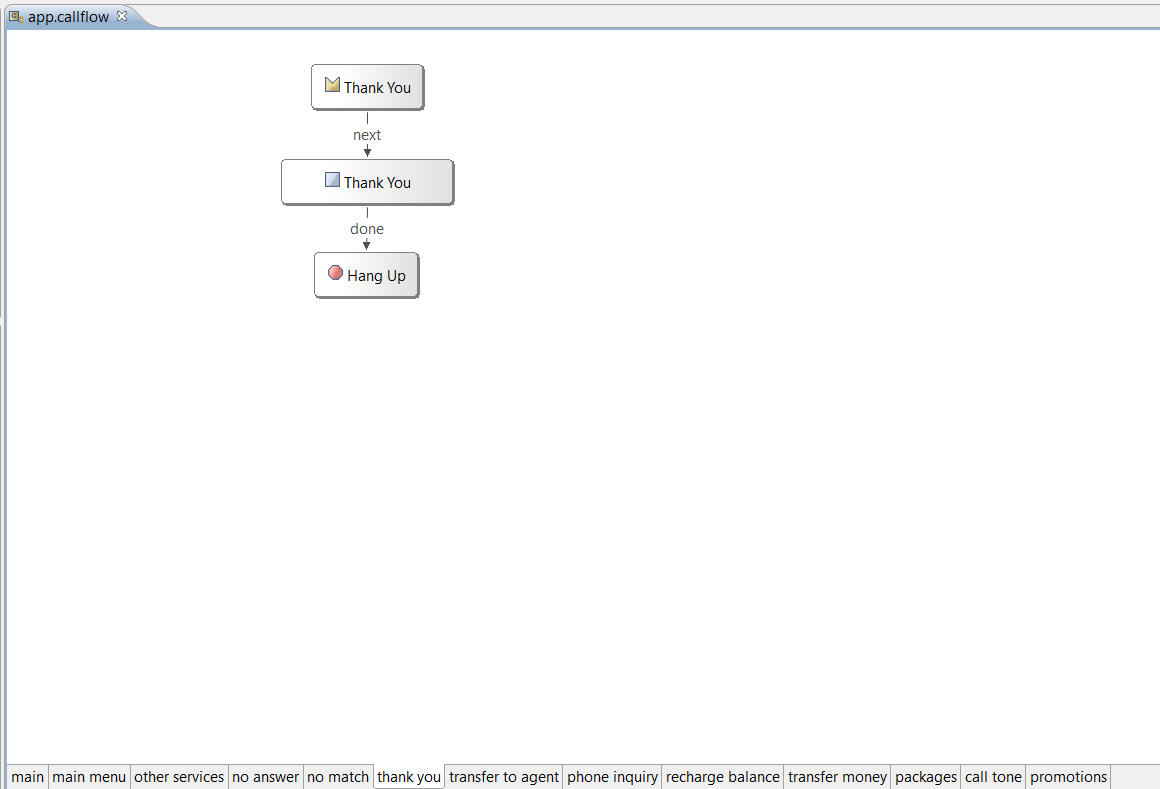 app.callflow
Thank You
next
Thank You
done
Hang Up
main main menu other services no answer no match thank you transfer to agent phone inquiry recharge balance transfer money packages call tone promotions